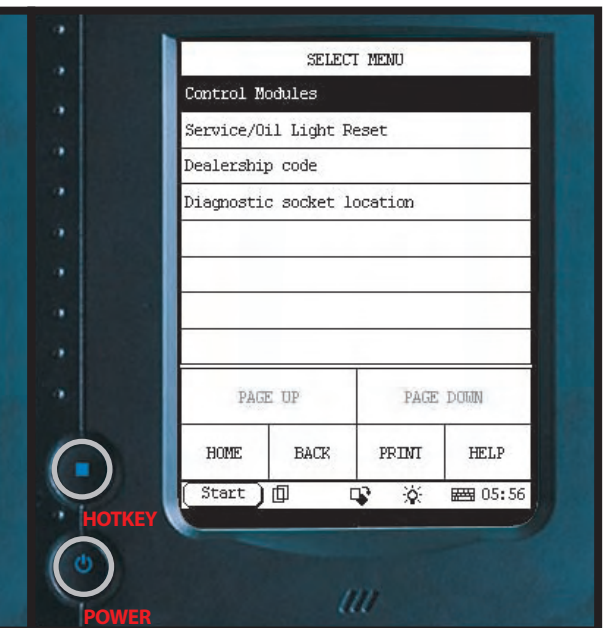 SELECT MENU
Control Modules
Service/Oil Light Reset
Dealership code
Diagnostic socket location
PAGE UP PAGE DOWN
HOME BACK PRINT HELP
Start 05:56
HOTKEY
POWER